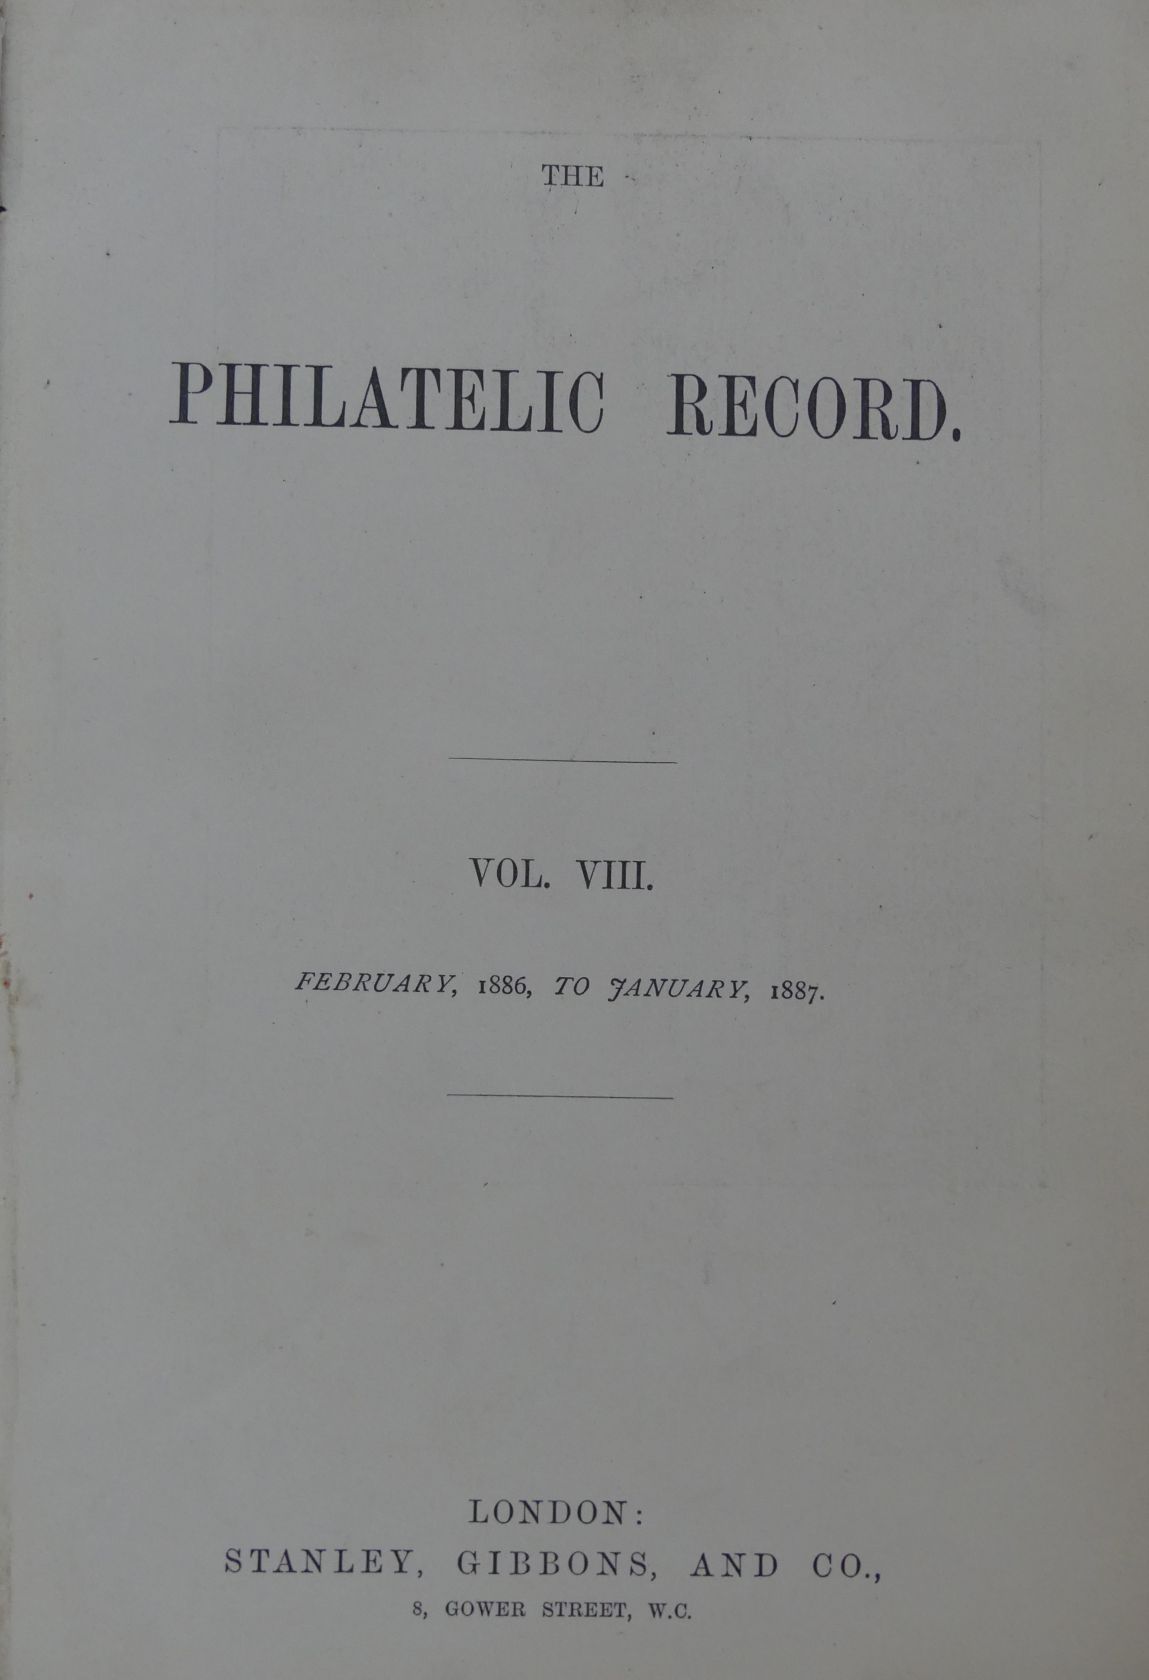 THE
PHILATELIC RECORD.
VOL. VIII.
FEBRUARY, 1886, TO JANUARY, 1887.
LONDON:
STANLEY, GIBBONS, AND CO.,
8, GOWER STREET, W.C.